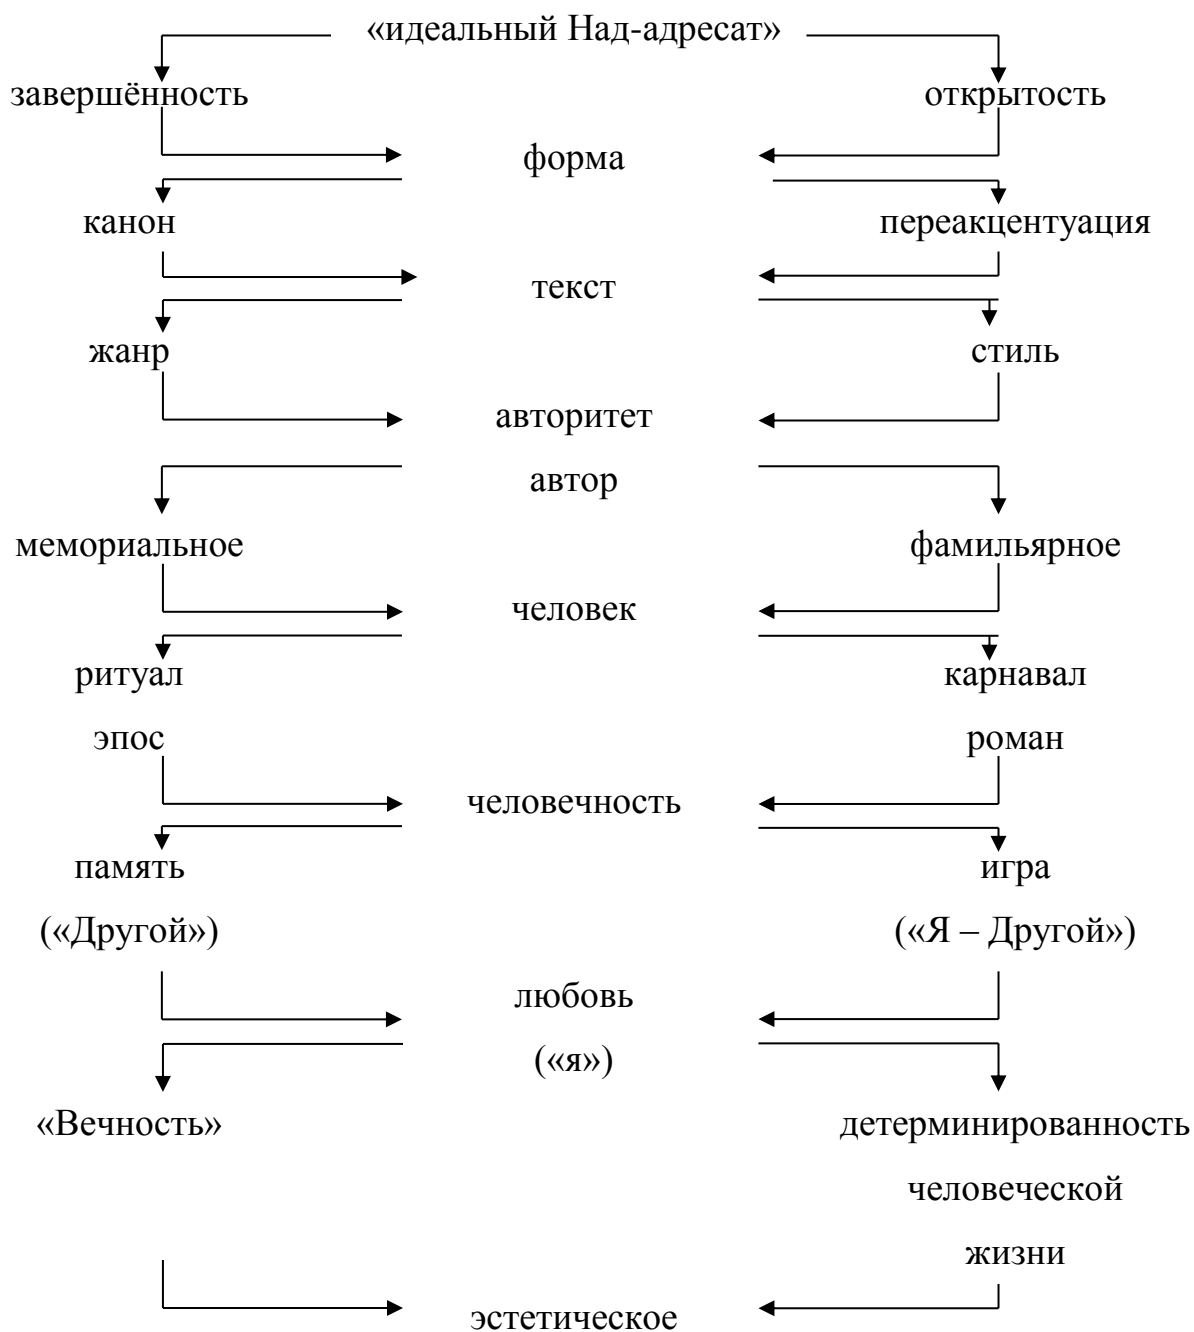 «идеальный Над-адресат»
завершённость открытость
форма
канон переакцентуация
текст
жанр стиль
авторитет
автор
мемориальное фамильярное
человек
ритуал карнавал
эпос роман
человечность
память игра
(«Другой») («Я – Другой»)
любовь
(«я»)
«Вечность» детерминированность
человеческой
жизни
эстетическое